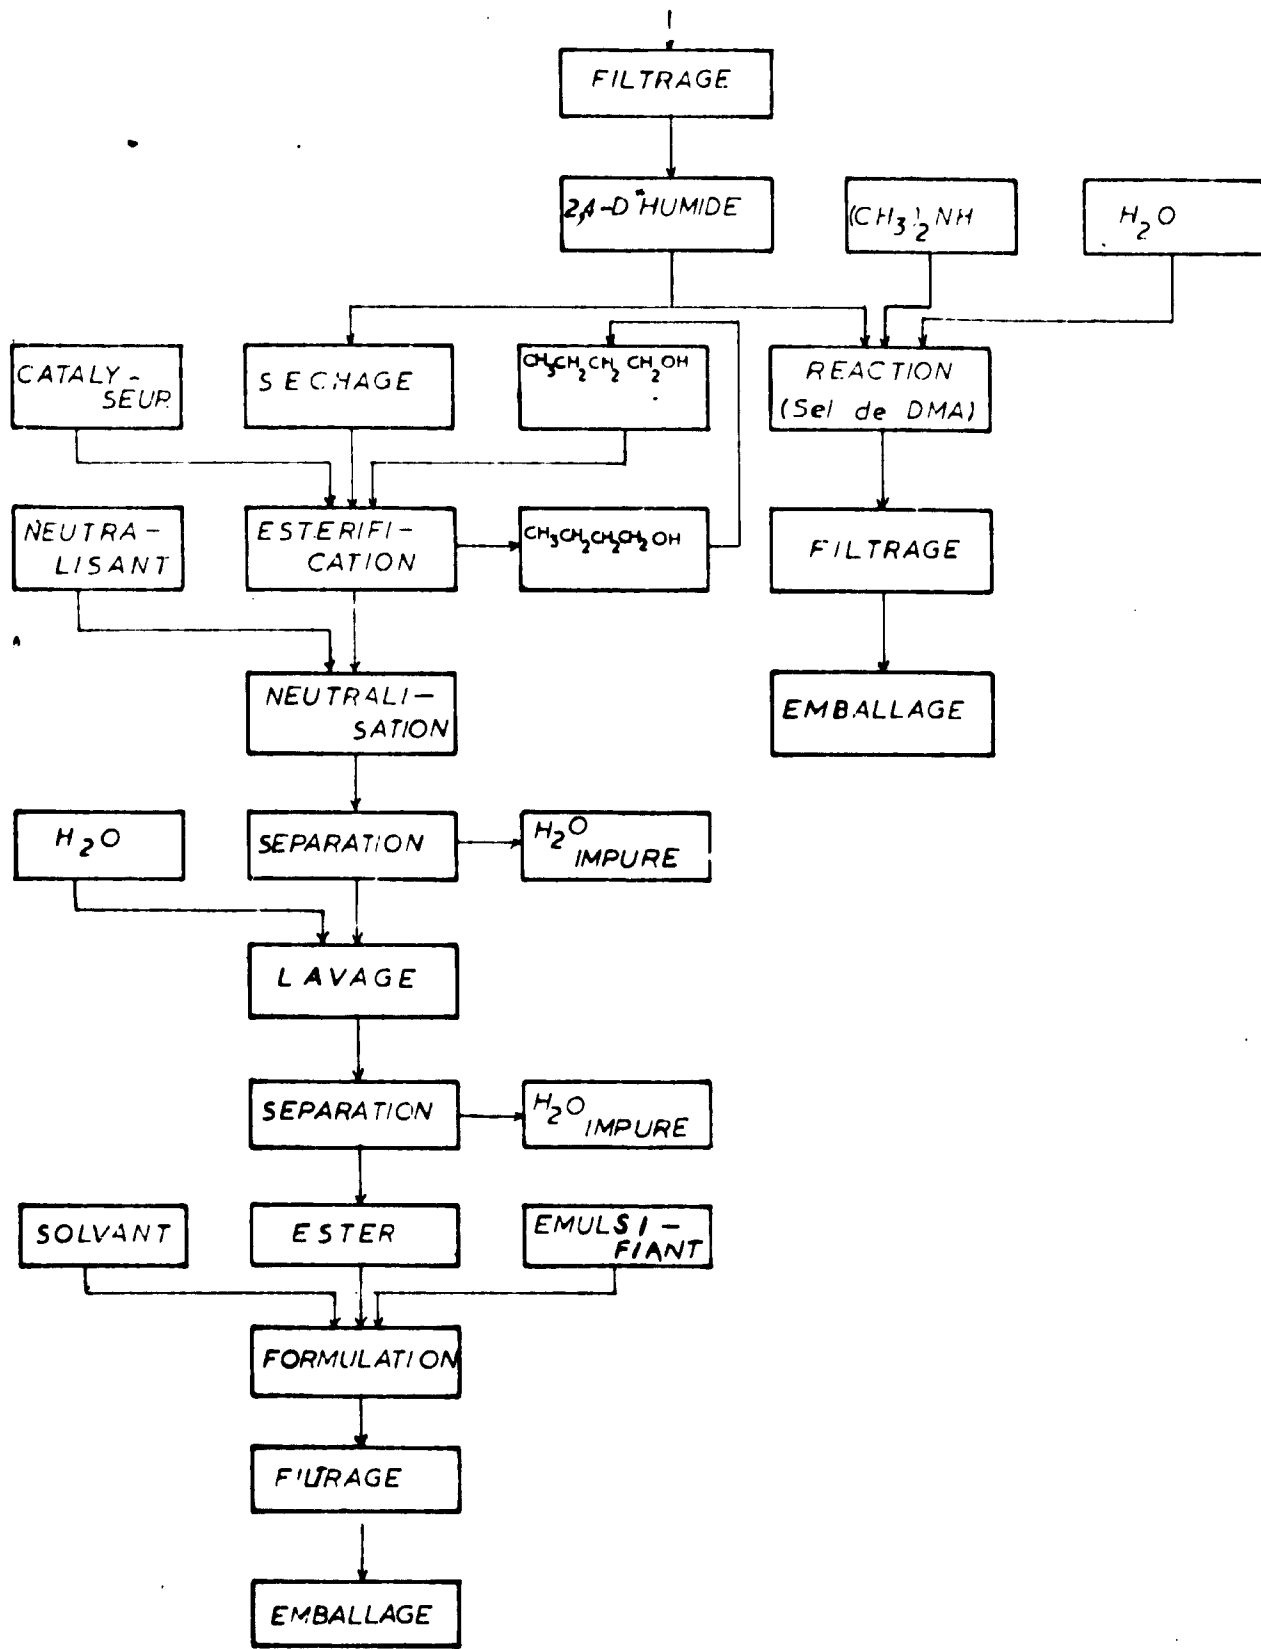 FILTRAGE
2,4-D" HUMIDE
(CH3)2NH
H2O
CATALY-
SEUR
SECHAGE
CH3CH2CH2CH2OH
REACTION
(Sel de DMA)
NEUTRA-
LISANT
ESTERIFI-
CATION
CH3CH2CH2CH2OH
FILTRAGE
NEUTRALI-
SATION
EMBALLAGE
H2O
SEPARATION
H2O
IMPURE
LAVAGE
SEPARATION
H2O
IMPURE
SOLVANT
ESTER
EMULSI-
FIANT
FORMULATION
FILTRAGE
EMBALLAGE